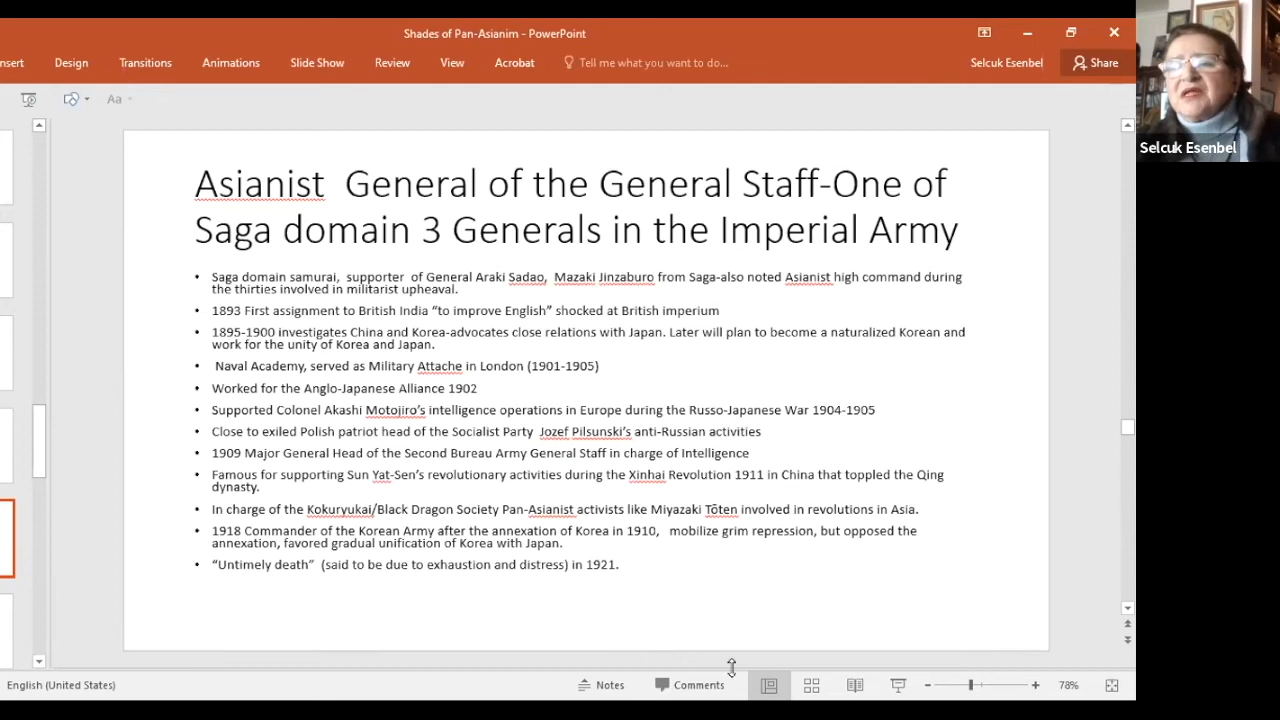 Shades of Pan-Asianim - PowerPoint
nsert Design Transitions Animations Slide Show Review View Acrobat Tell me what you want to do... Selcuk Esenbel Share
Aa
Selcuk Esenbel
Asianist General of the General Staff-One of
Saga domain 3 Generals in the Imperial Army
• Saga domain samurai, supporter of General Araki Sadao, Mazaki Jinzaburo from Saga-also noted Asianist high command during
the thirties involved in militarist upheaval.
• 1893 First assignment to British India “to improve English” shocked at British imperium
• 1895-1900 investigates China and Korea-advocates close relations with Japan. Later will plan to become a naturalized Korean and
work for the unity of Korea and Japan.
• Naval Academy, served as Military Attache in London (1901-1905)
• Worked for the Anglo-Japanese Alliance 1902
• Supported Colonel Akashi Motojiro’s intelligence operations in Europe during the Russo-Japanese War 1904-1905
• Close to exiled Polish patriot head of the Socialist Party Jozef Pilsunski’s anti-Russian activities
• 1909 Major General Head of the Second Bureau Army General Staff in charge of Intelligence
• Famous for supporting Sun Yat-Sen’s revolutionary activities during the Xinhai Revolution 1911 in China that toppled the Qing
dynasty.
• In charge of the Kokuryukai/Black Dragon Society Pan-Asianist activists like Miyazaki Tōten involved in revolutions in Asia.
• 1918 Commander of the Korean Army after the annexation of Korea in 1910, mobilize grim repression, but opposed the
annexation, favored gradual unification of Korea with Japan.
• “Untimely death” (said to be due to exhaustion and distress) in 1921.
English (United States) Notes Comments 78%